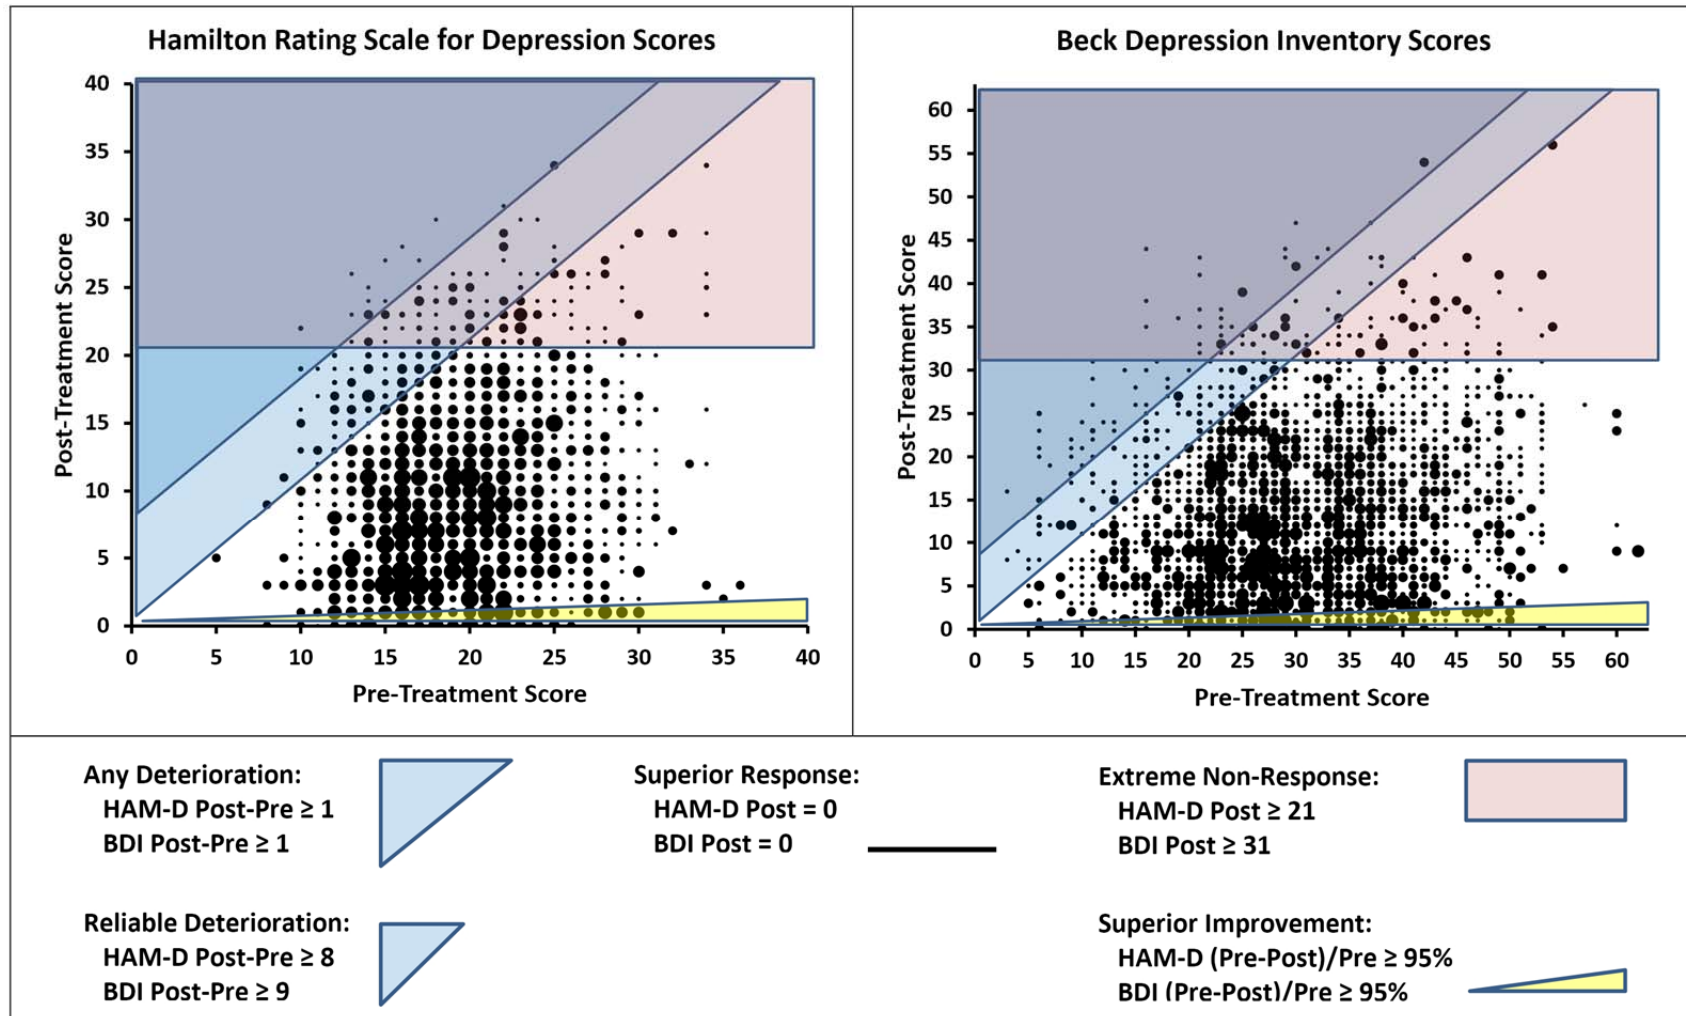 Hamilton Rating Scale for Depression Scores
40
35
30
25
20
15
10
5
0
Post-Treatment Score
0 5 10 15 20 25 30 35 40
Pre-Treatment Score
Beck Depression Inventory Scores
60
55
50
45
40
35
30
25
20
15
10
5
0
Post-Treatment Score
0 5 10 15 20 25 30 35 40 45 50 55 60
Pre-Treatment Score
Any Deterioration:
HAM-D Post-Pre ≥ 1
BDI Post-Pre ≥ 1
Superior Response:
HAM-D Post = 0
BDI Post = 0
Extreme Non-Response:
HAM-D Post ≥ 21
BDI Post ≥ 31
Reliable Deterioration:
HAM-D Post-Pre ≥ 8
BDI Post-Pre ≥ 9
Superior Improvement:
HAM-D (Pre-Post)/Pre ≥ 95%
BDI (Pre-Post)/Pre ≥ 95%